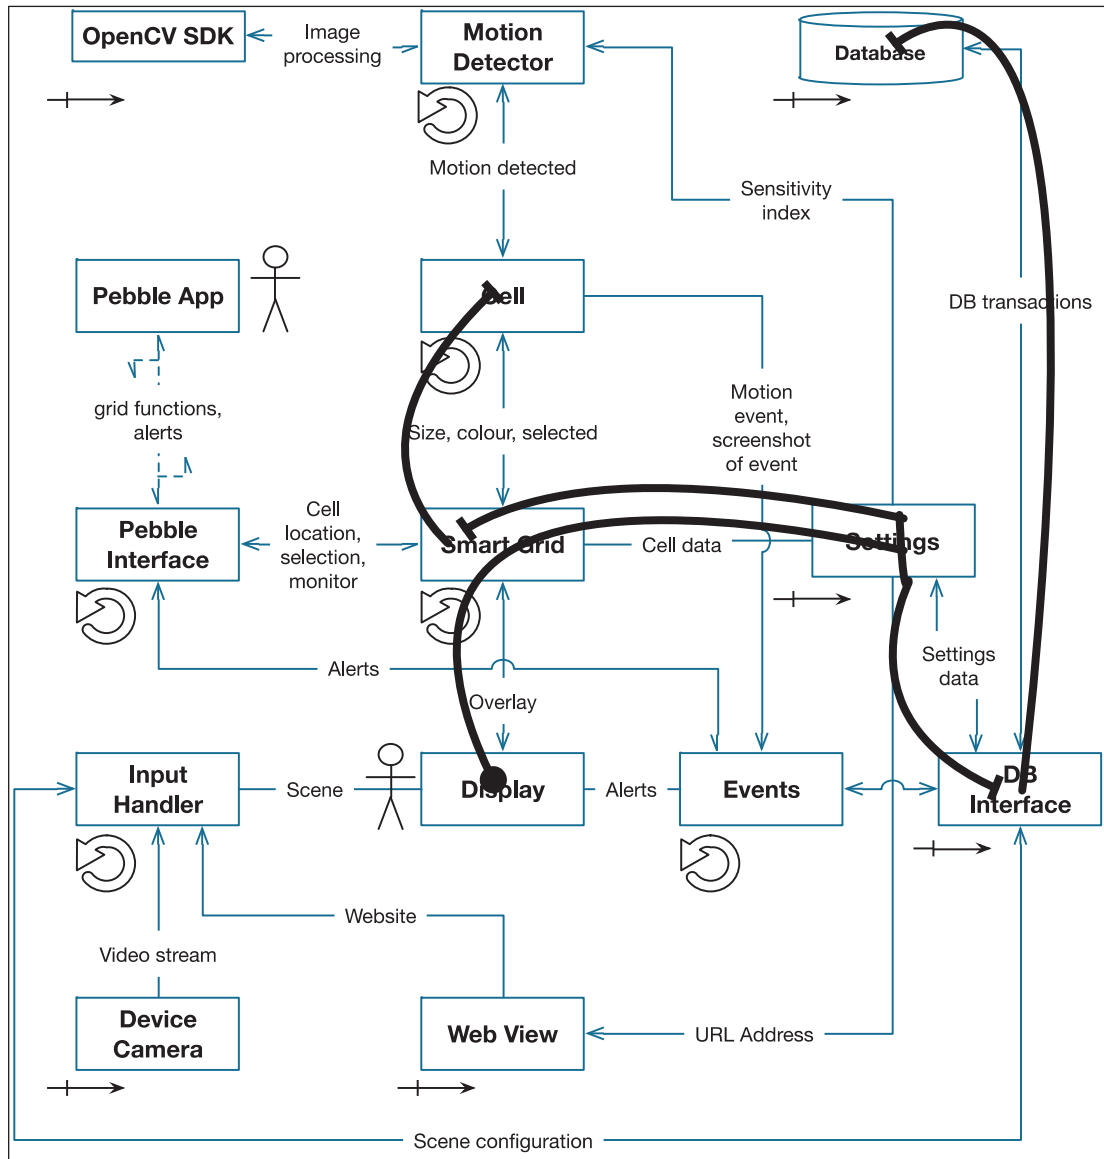 OpenCV SDK
Image
processing
Motion
Detector
Database
Motion detected
Sensitivity
index
Pebble App
Cell
DB transactions
grid functions,
alerts
Size, colour, selected
Motion
event,
screenshot
of event
Pebble
Interface
Cell
location,
selection,
monitor
Smart Grid
Cell data
Settings
Alerts
Overlay
Settings
data
Input
Handler
Scene
Display
Alerts
Events
DB
Interface
Website
Video stream
Device
Camera
Web View
URL Address
Scene configuration